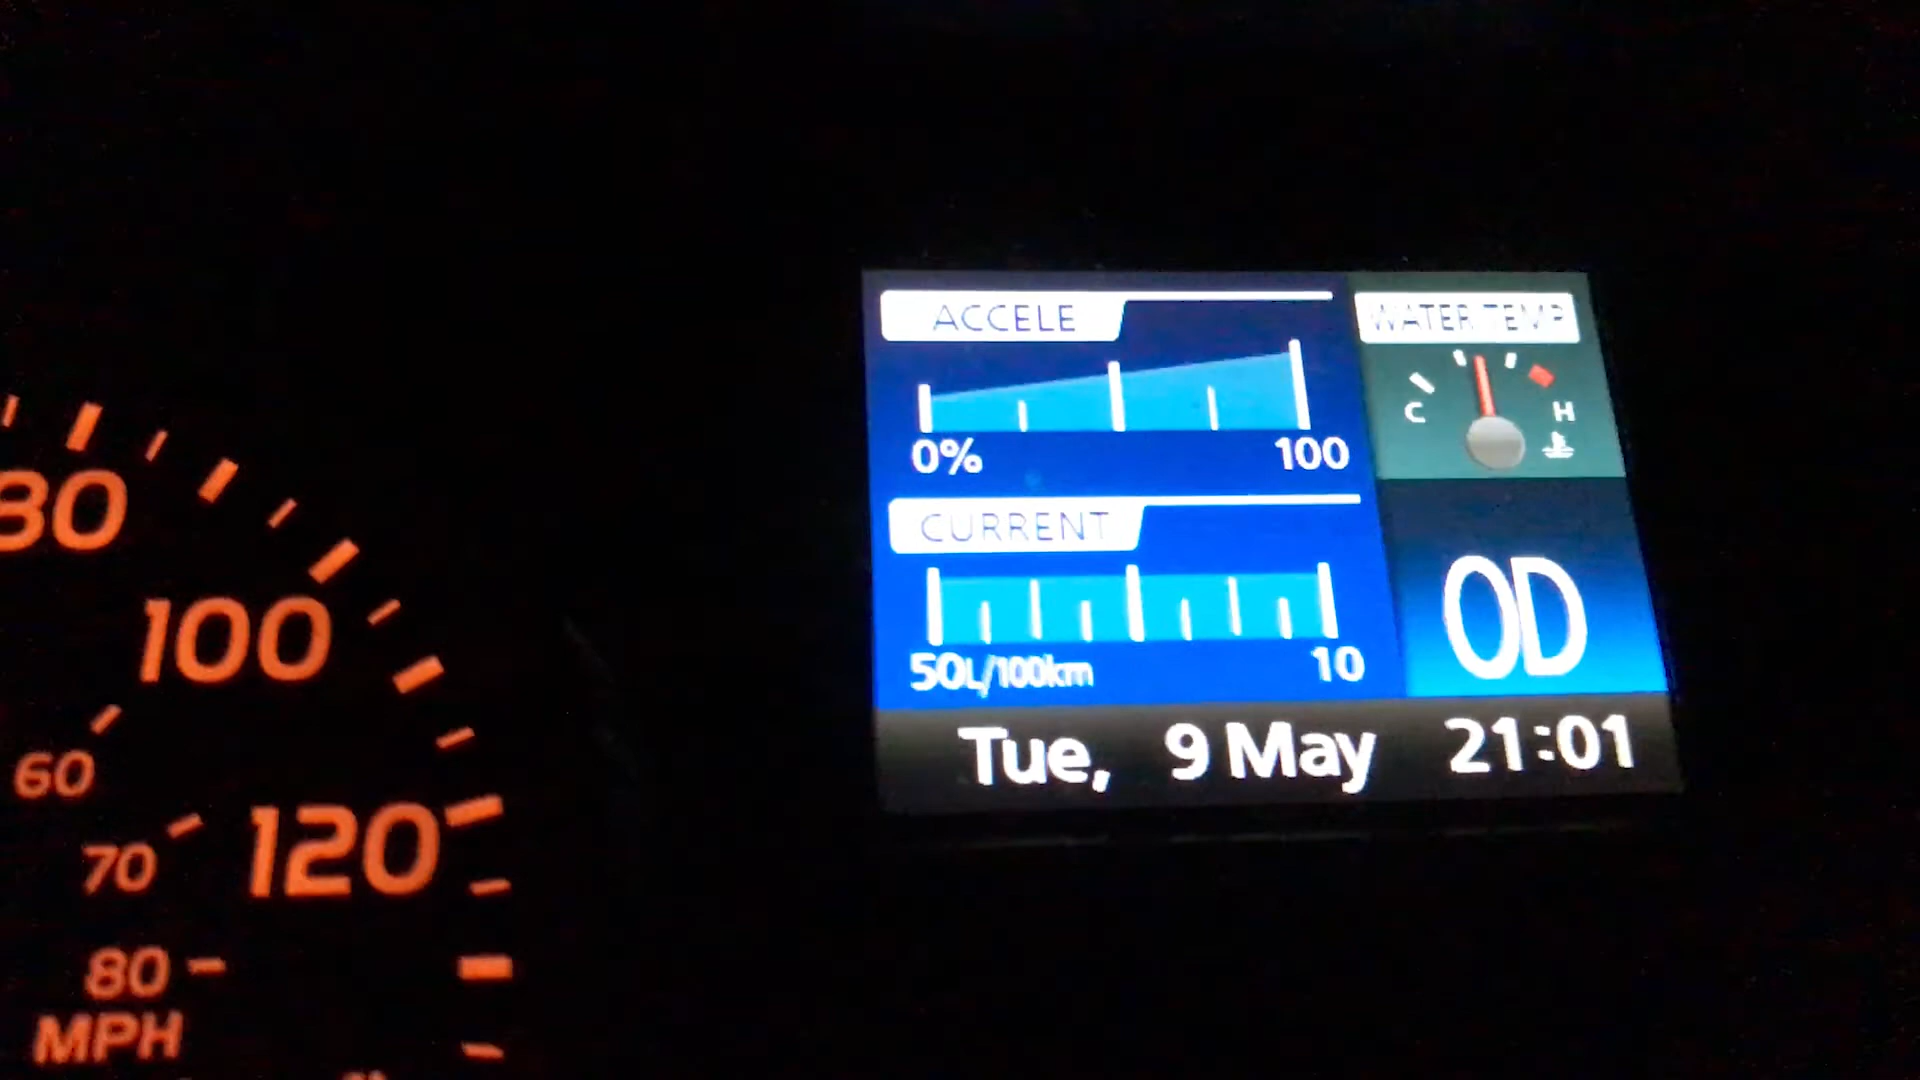 80
100
60
120
70
80
MPH
ACCELE
0% 100
CURRENT
50L/100km 10
WATER TEMP
C H
OD
Tue, 9 May 21:01